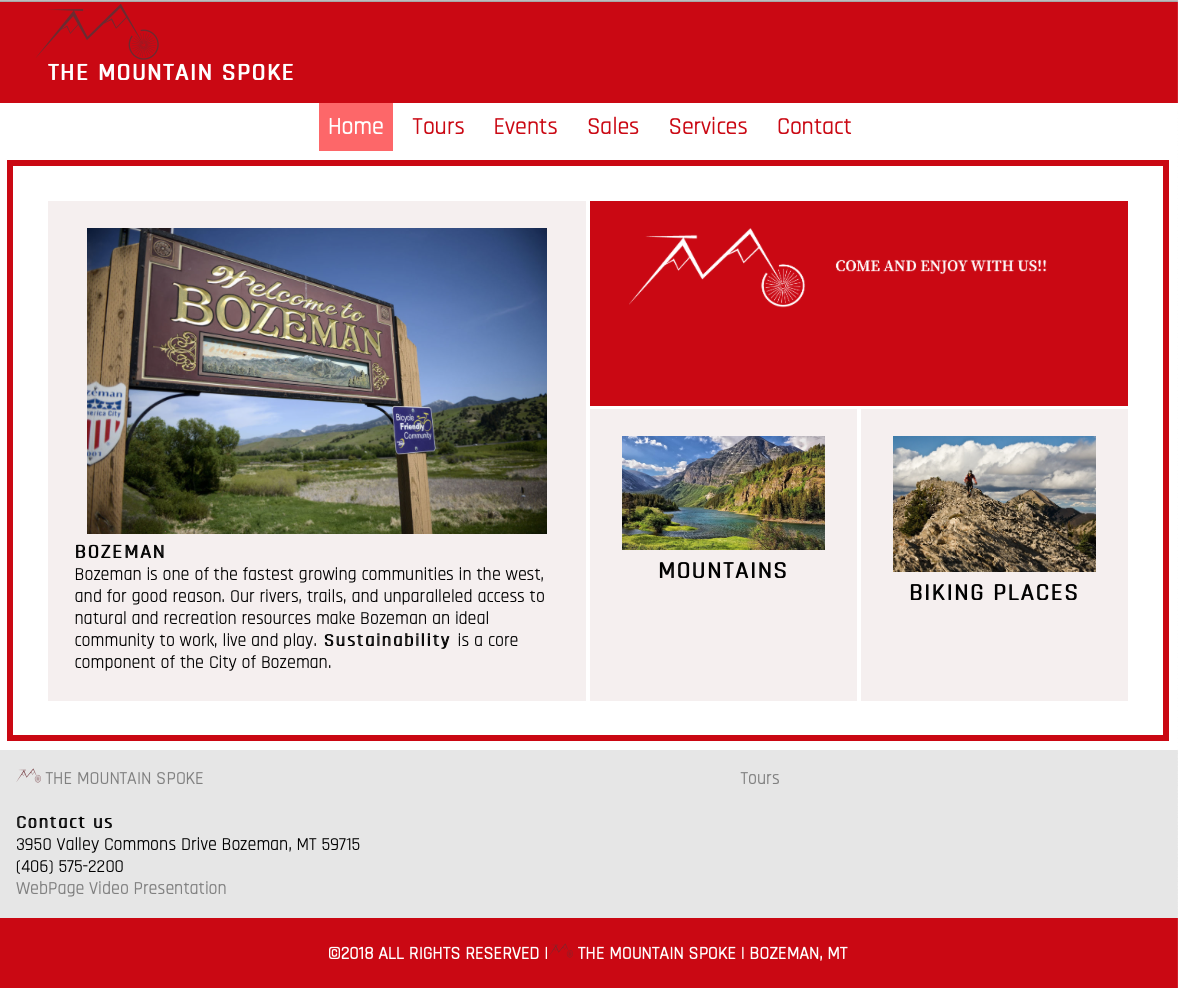 THE MOUNTAIN SPOKE
Home Tours Events Sales Services Contact
Welcome to
BOZEMAN
Bicycle
Friendly
Community
COME AND ENJOY WITH US!!
BOZEMAN
Bozeman is one of the fastest growing communities in the west,
and for good reason. Our rivers, trails, and unparalleled access to
natural and recreation resources make Bozeman an ideal
community to work, live and play. Sustainability is a core
component of the City of Bozeman.
MOUNTAINS
BIKING PLACES
THE MOUNTAIN SPOKE
Tours
Contact us
3950 Valley Commons Drive Bozeman, MT 59715
(406) 575-2200
WebPage Video Presentation
©2018 ALL RIGHTS RESERVED | THE MOUNTAIN SPOKE | BOZEMAN, MT